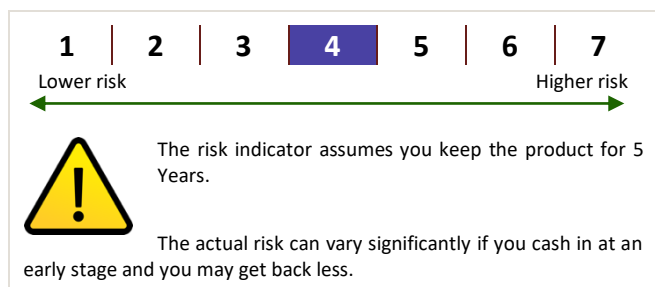 1 2 3 4 5 6 7
Lower risk Higher risk
The risk indicator assumes you keep the product for 5
Years.
The actual risk can vary significantly if you cash in at an
early stage and you may get back less.